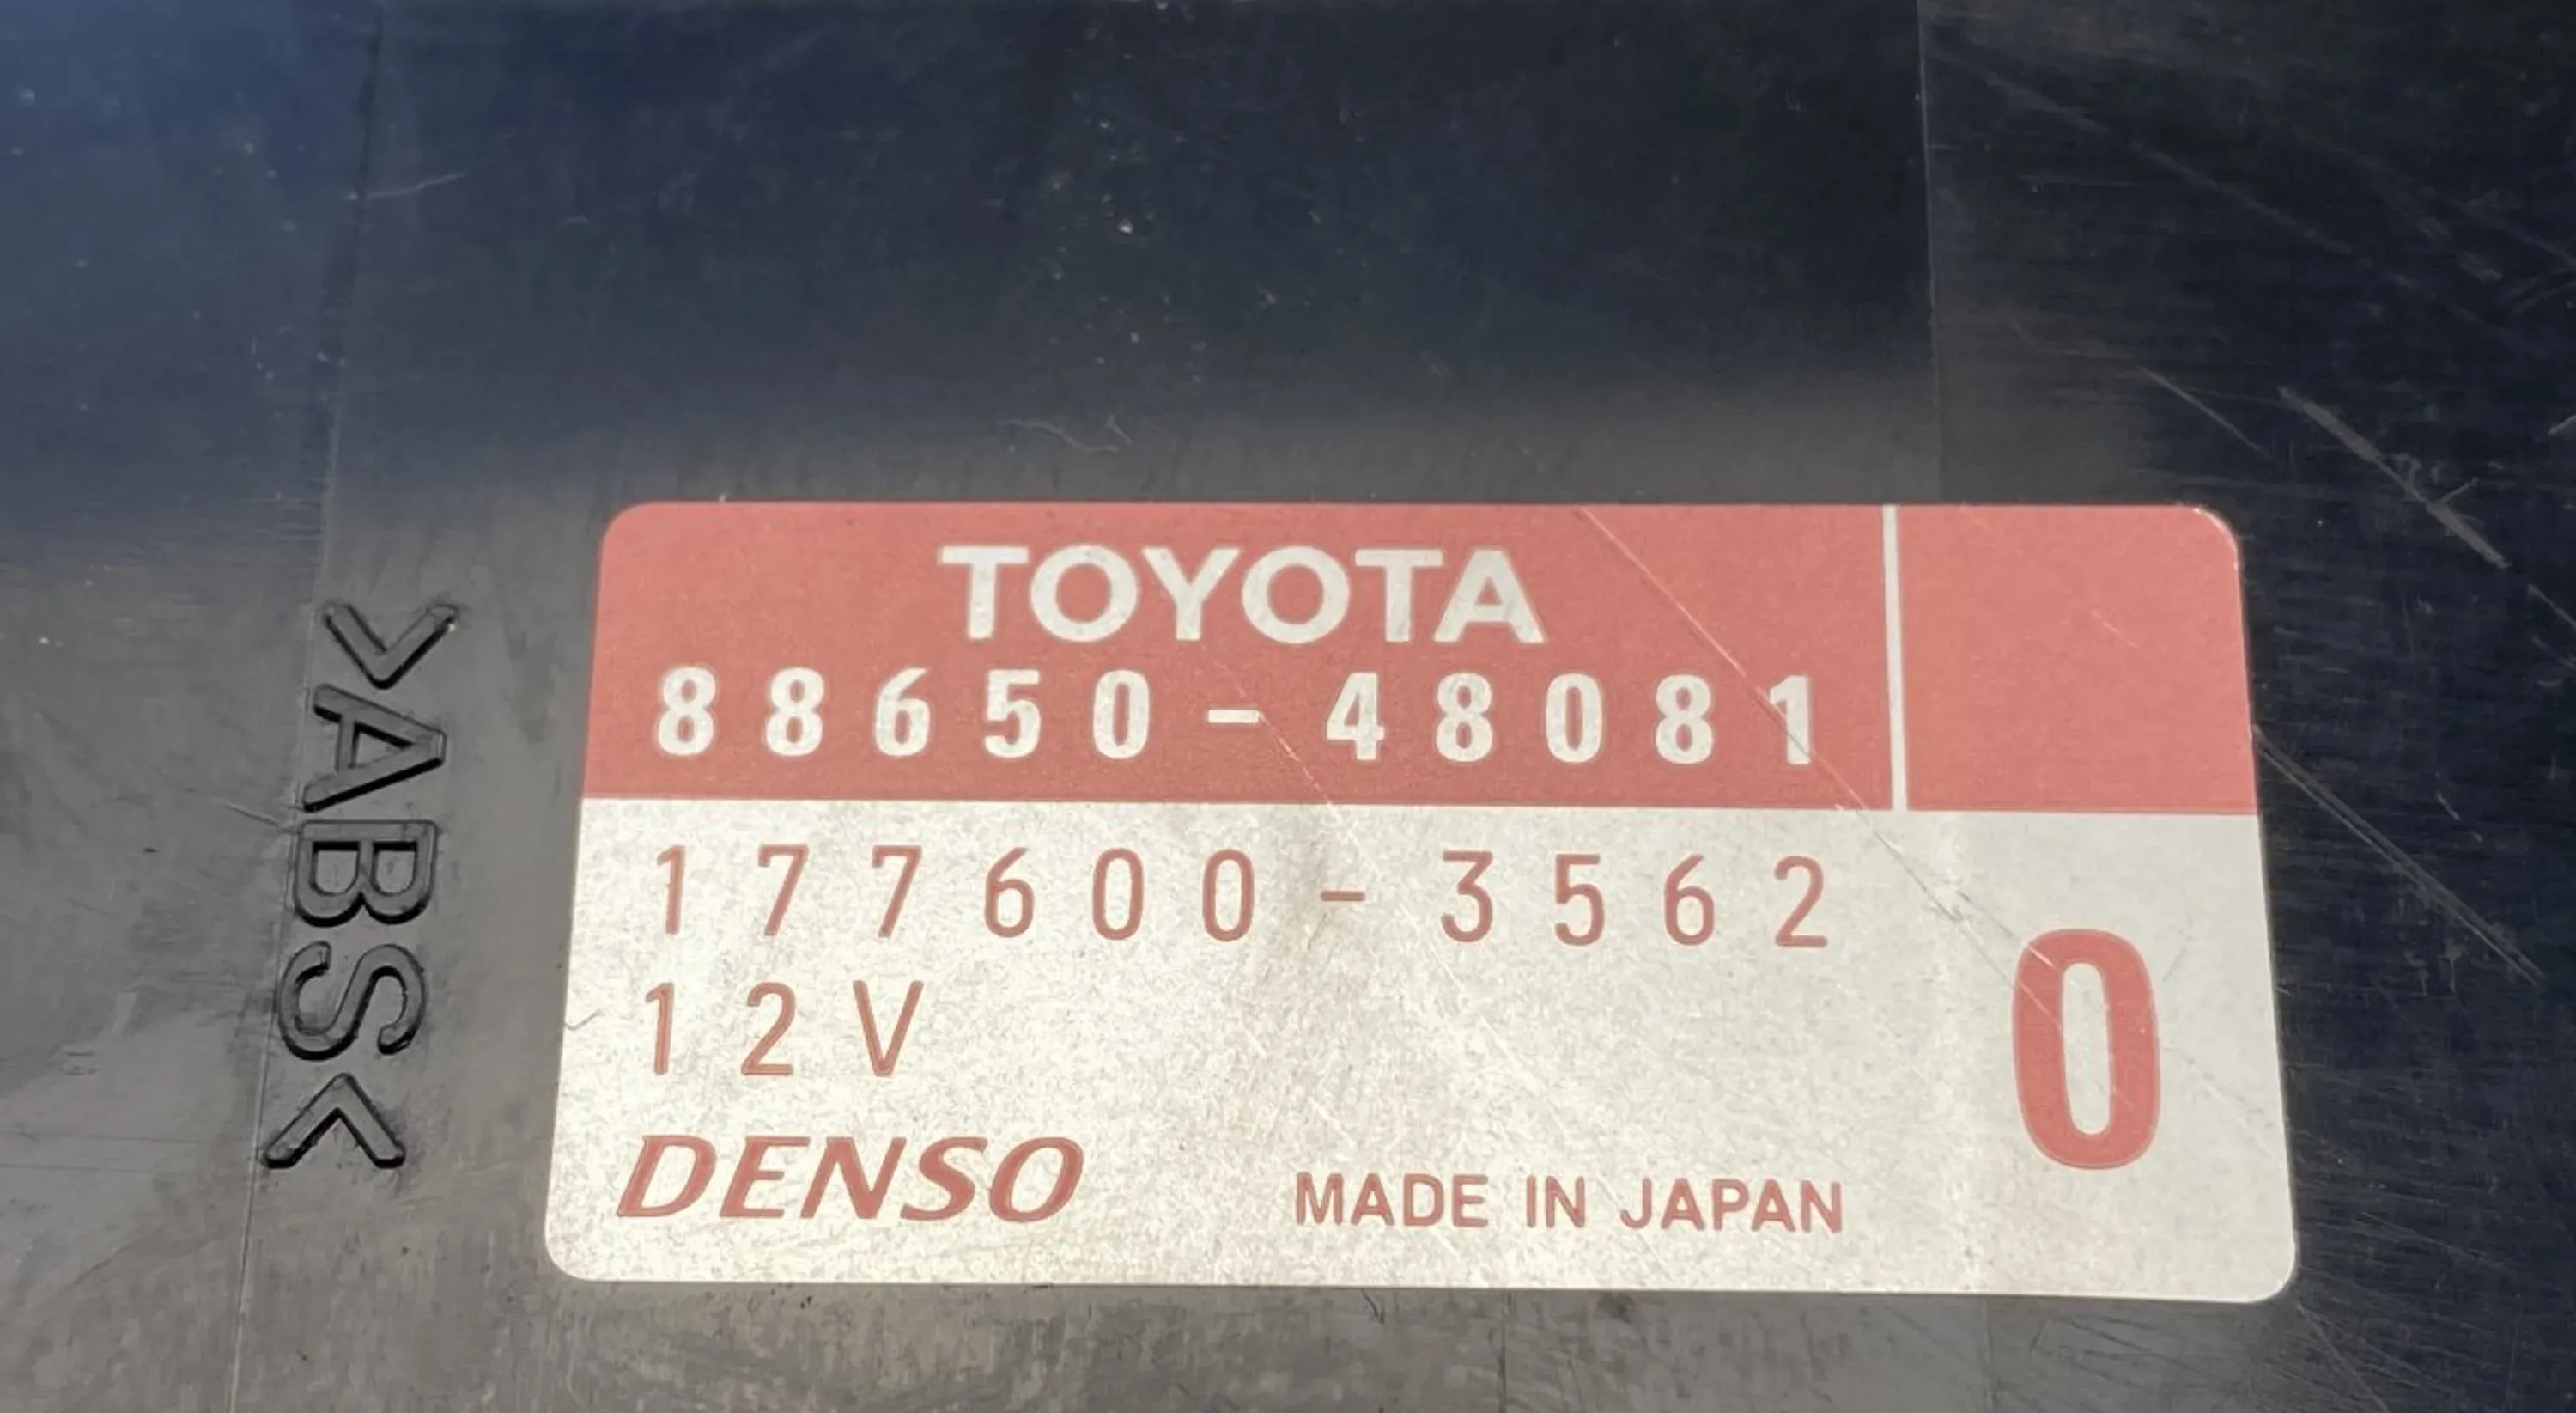 TOYOTA
88650-48081
177600-3562
12V
0
DENSO
MADE IN JAPAN
>ABS<